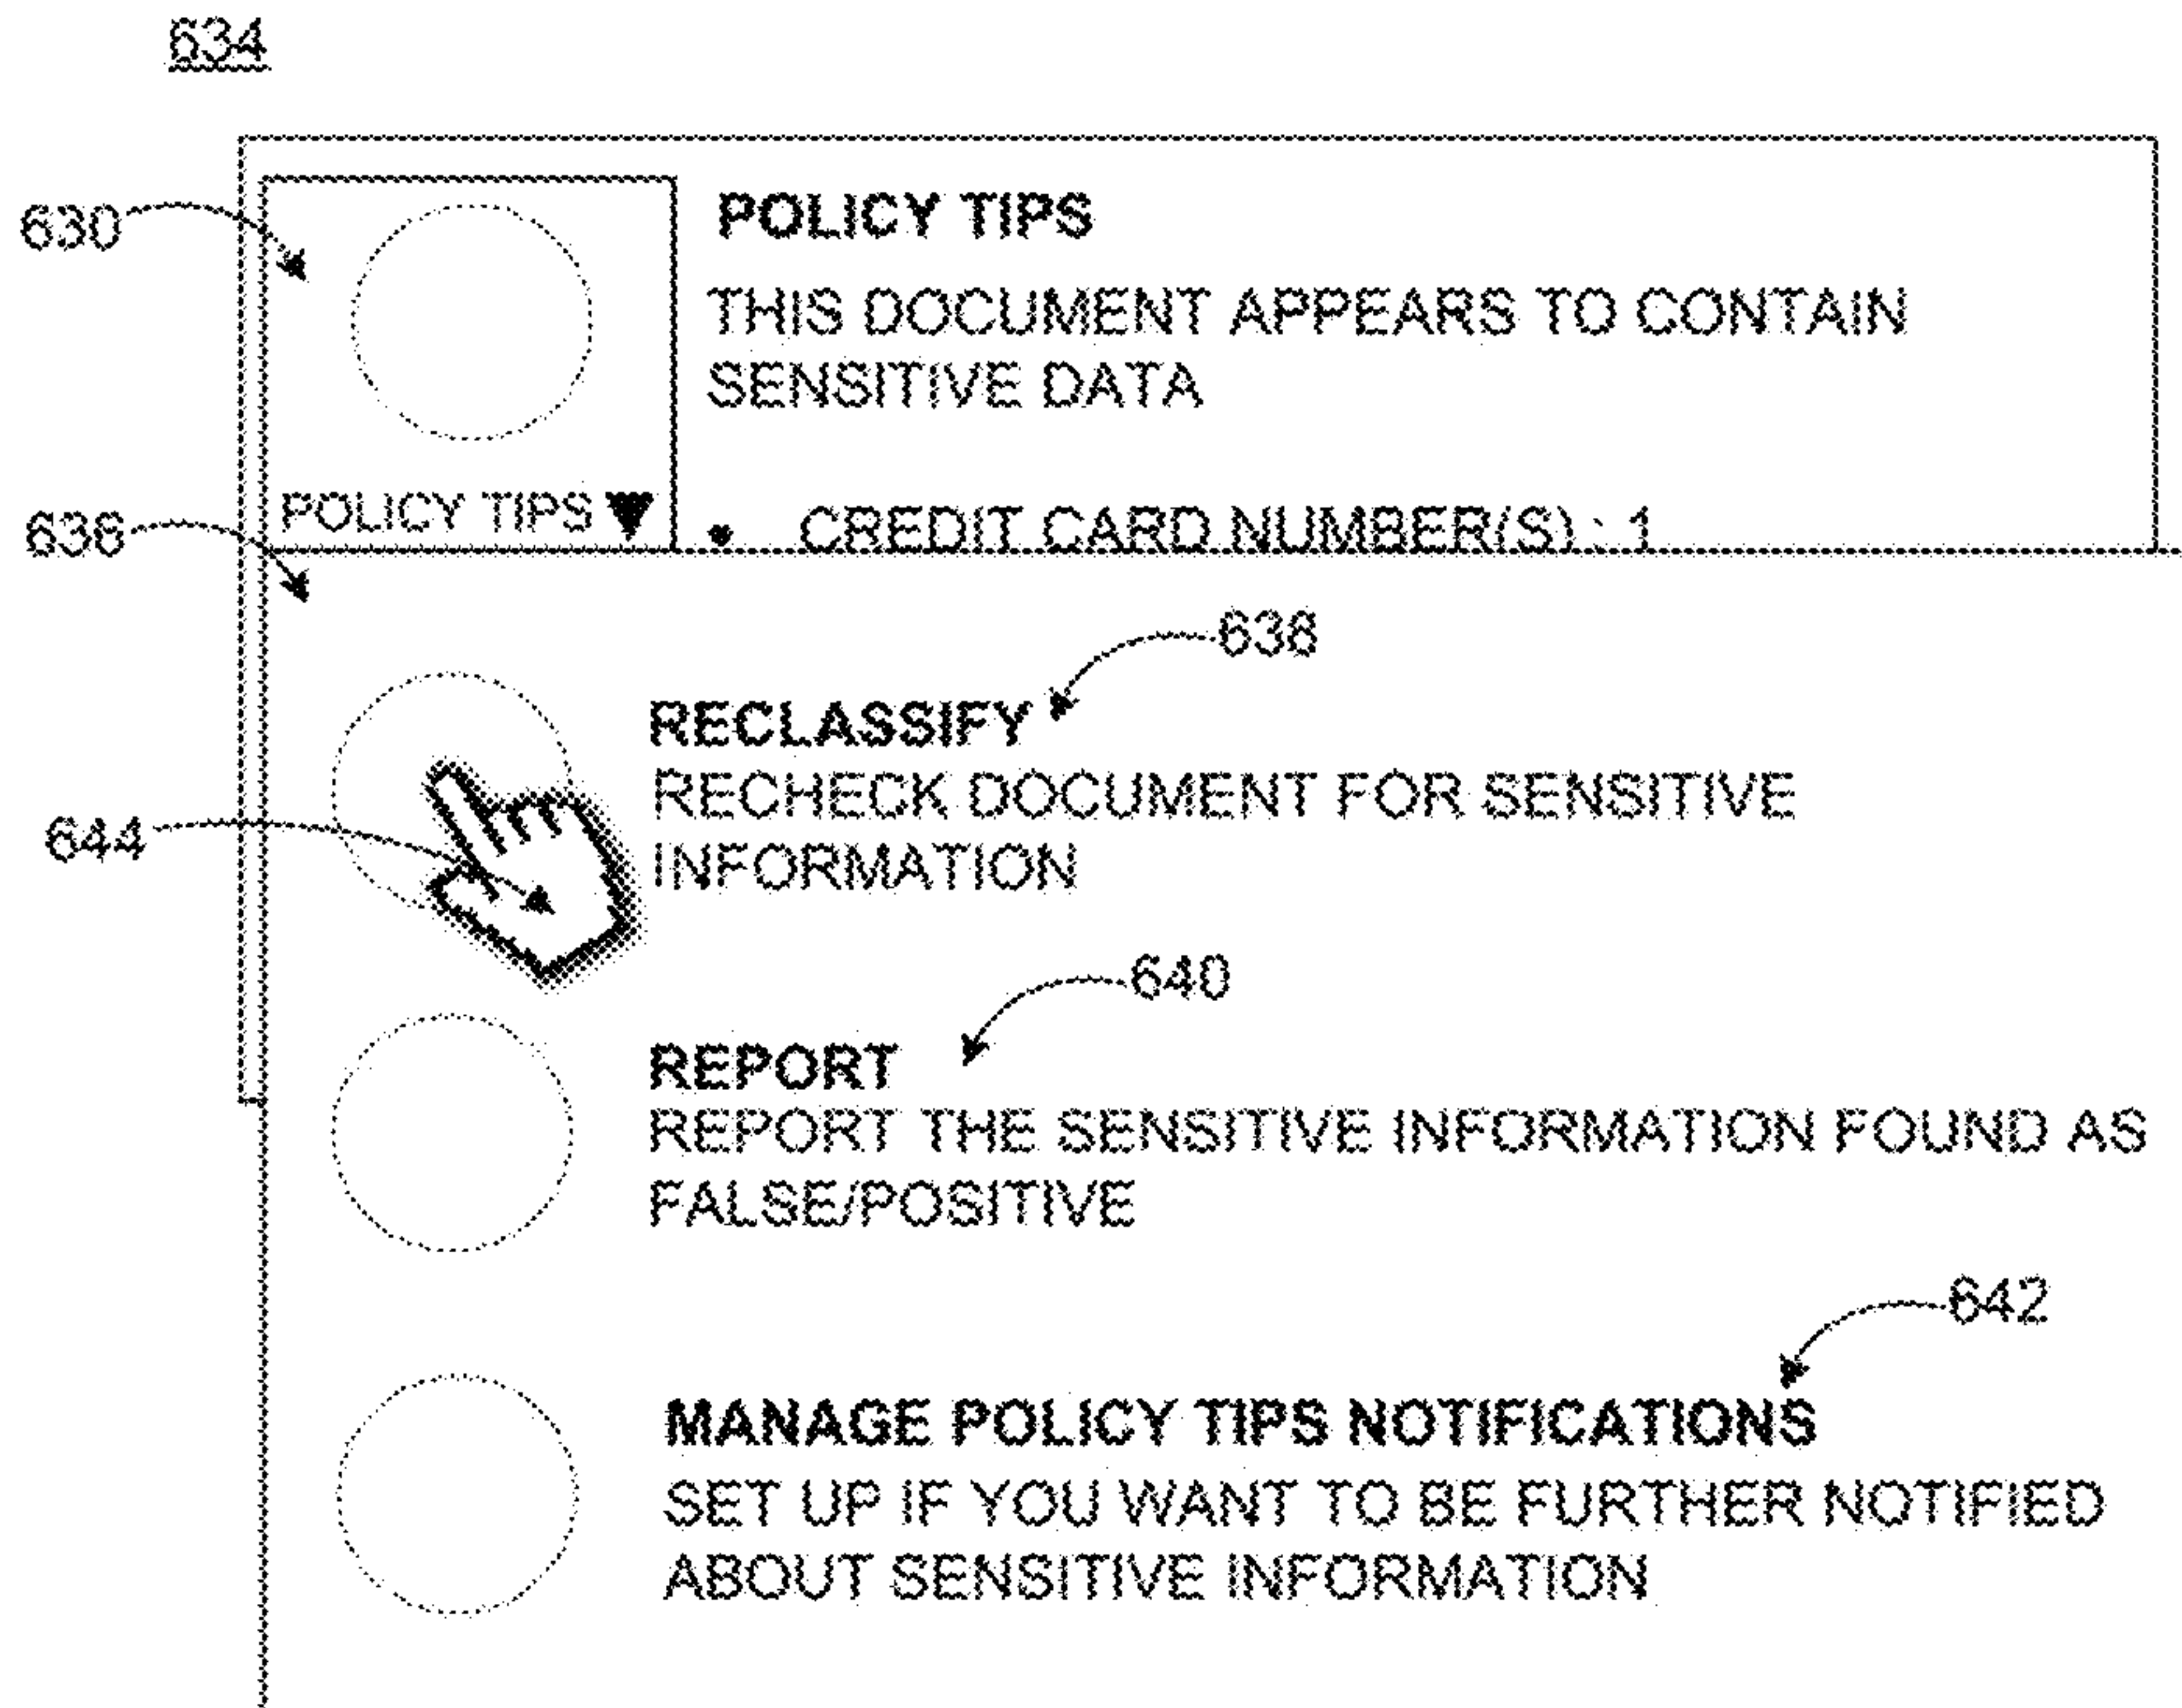 634
630
POLICY TIPS
THIS DOCUMENT APPEARS TO CONTAIN
SENSITIVE DATA
POLICY TIPS
• CREDIT CARD NUMBER(S) : 1
636
638
RECLASSIFY
RECHECK DOCUMENT FOR SENSITIVE
INFORMATION
644
640
REPORT
REPORT THE SENSITIVE INFORMATION FOUND AS
FALSE/POSITIVE
642
MANAGE POLICY TIPS NOTIFICATIONS
SET UP IF YOU WANT TO BE FURTHER NOTIFIED
ABOUT SENSITIVE INFORMATION